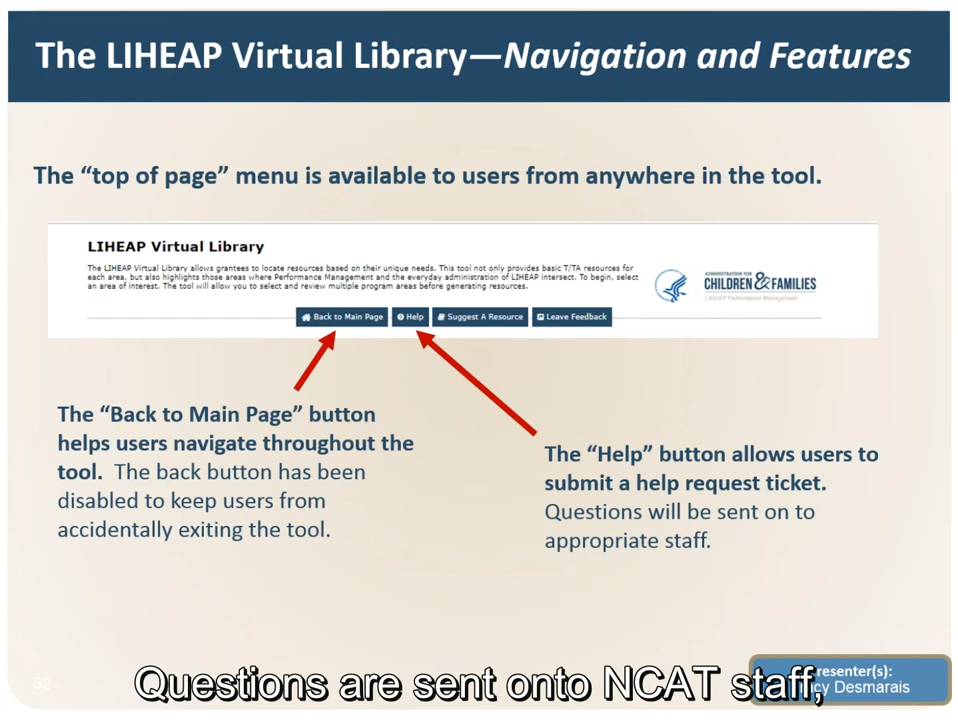 The LIHEAP Virtual Library—Navigation and Features
The “top of page” menu is available to users from anywhere in the tool.
LIHEAP Virtual Library
The LIHEAP Virtual Library allows grantees to locate resources based on their unique needs. This tool not only provides basic T/TA resources for
each area, but also highlights those areas where Performance Management and the everyday administration of LIHEAP intersect. To begin, select
an area of interest. The tool will allow you to select and review multiple program areas before generating resources.
ADMINISTRATION FOR
CHILDREN & FAMILIES
LIHEAP Performance Management
Back to Main Page
Help
Suggest A Resource
Leave Feedback
The “Back to Main Page” button
helps users navigate throughout the
tool. The back button has been
disabled to keep users from
accidentally exiting the tool.
The “Help” button allows users to
submit a help request ticket.
Questions will be sent on to
appropriate staff.
32
resenter(s):
cy Desmarais
Questions are sent onto NCAT staff,